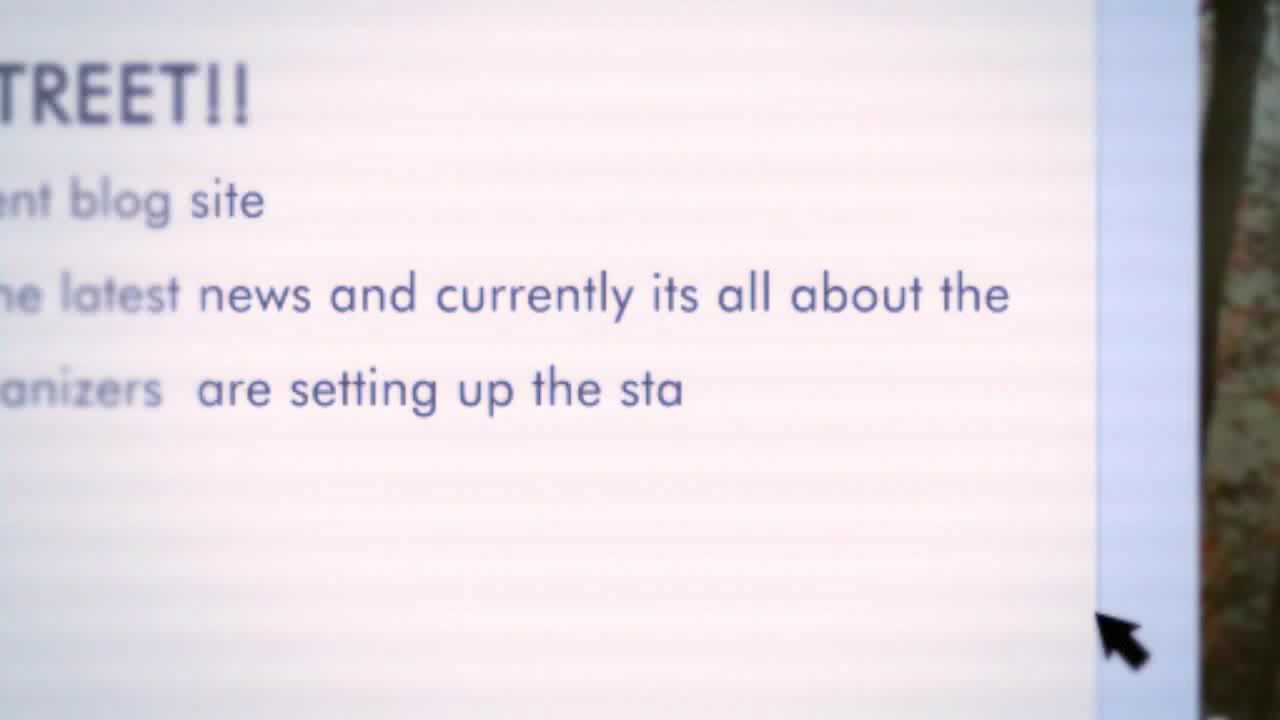 TREET!!
ent blog site
he latest news and currently its all about the
anizers are setting up the sta